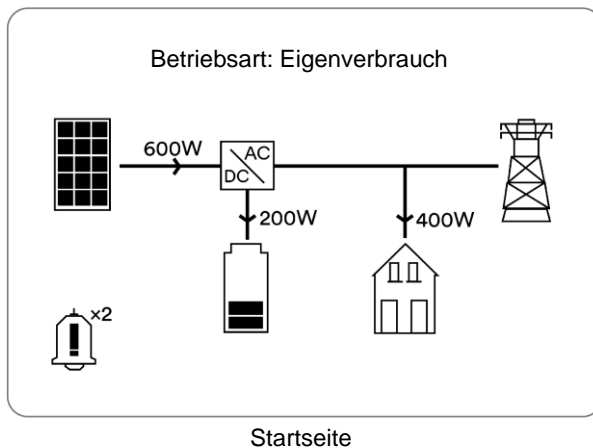 Betriebsart: Eigenverbrauch
600W
AC
DC
200W
400W
×2
Startseite